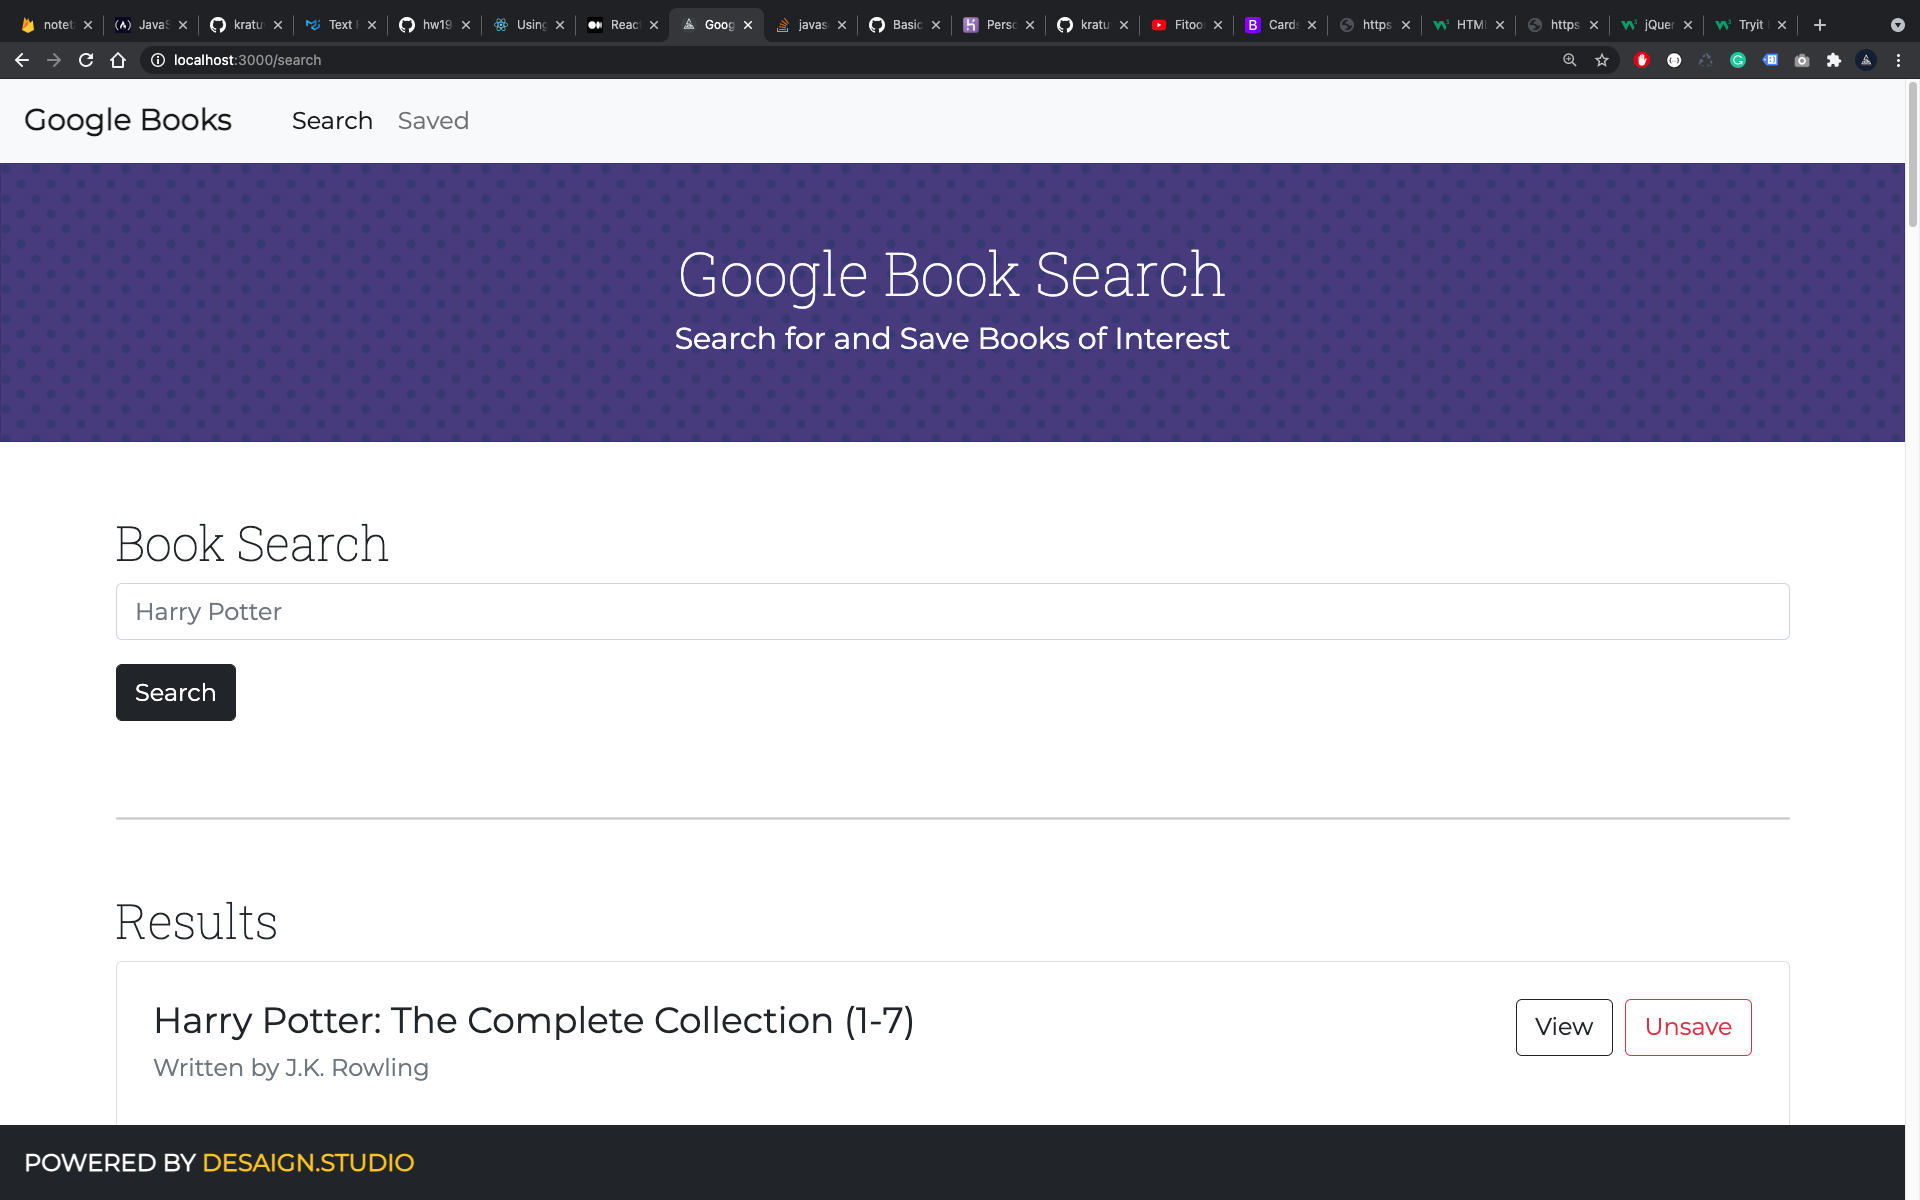 notet JavaS kratu Text F hw19 Using React Goog javas Basic Perso kratu Fitoo Cards https HTML https jQuer Tryit
localhost:3000/search
Google Books Search Saved
Google Book Search
Search for and Save Books of Interest
Book Search
Harry Potter
Search
Results
Harry Potter: The Complete Collection (1-7) View Unsave
Written by J.K. Rowling
POWERED BY DESAIGN.STUDIO